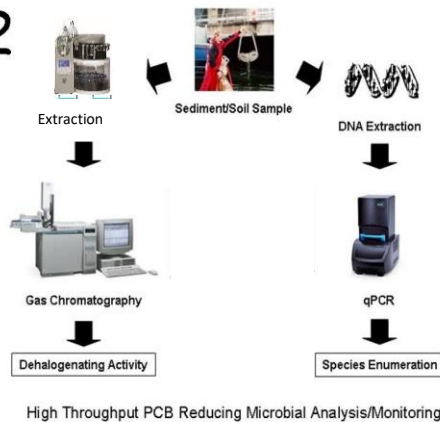 2
Sediment/Soil Sample
Extraction
DNA Extraction
Gas Chromatography
qPCR
Dehalogenating Activity
Species Enumeration
High Throughput PCB Reducing Microbial Analysis/Monitoring